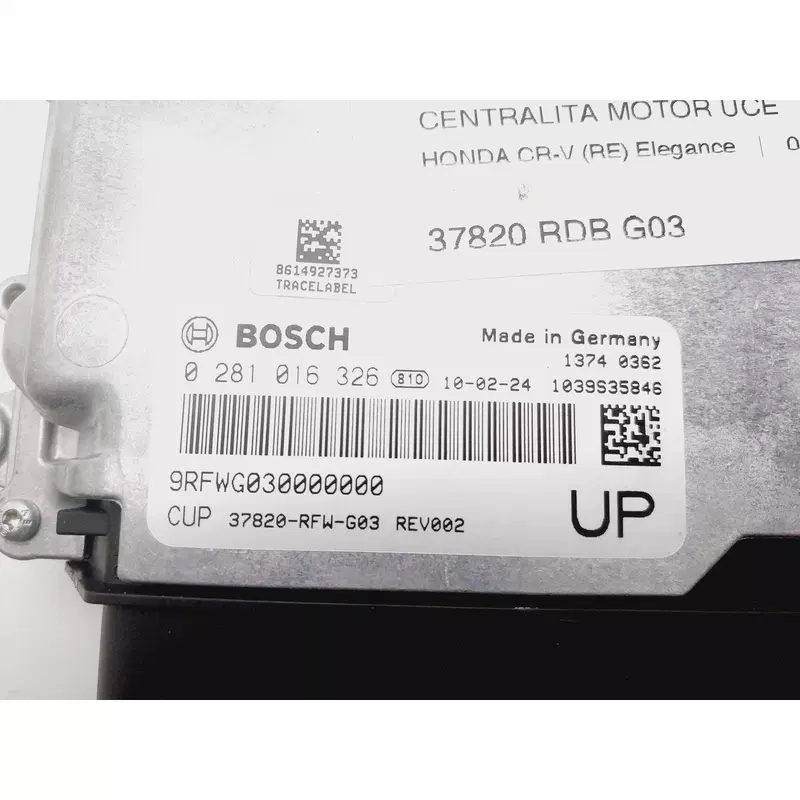 CENTRALITA MOTOR UCE
HONDA CR-V (RE) Elegance | 0
37820 RDB G03
8614927373
TRACELABEL
BOSCH
Made in Germany
1374 0362
0 281 016 326 810 10-02-24 1039S35846
9RFWG030000000
CUP 37820-RFW-G03 REV002
UP